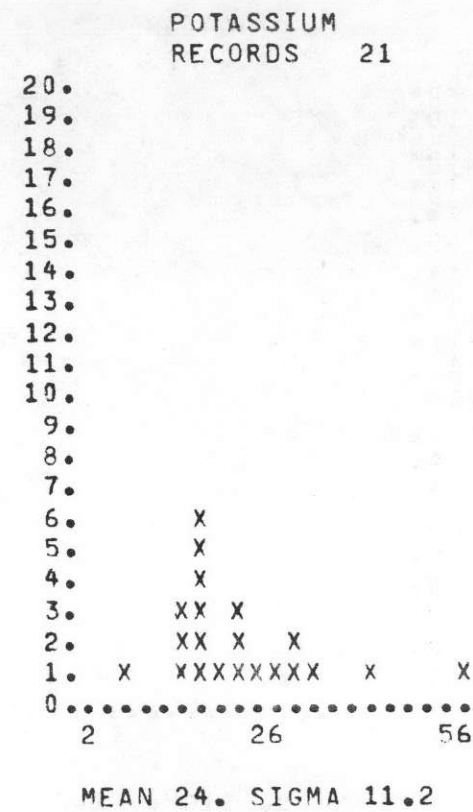 POTASSIUM
RECORDS 21
20.
19.
18.
17.
16.
15.
14.
13.
12.
11.
10.
9.
8.
7.
6. X
5. X
4. X
3. XX X
2. XX X X
1. X XXXXXXXX X X
0......................
2 26 56
MEAN 24. SIGMA 11.2